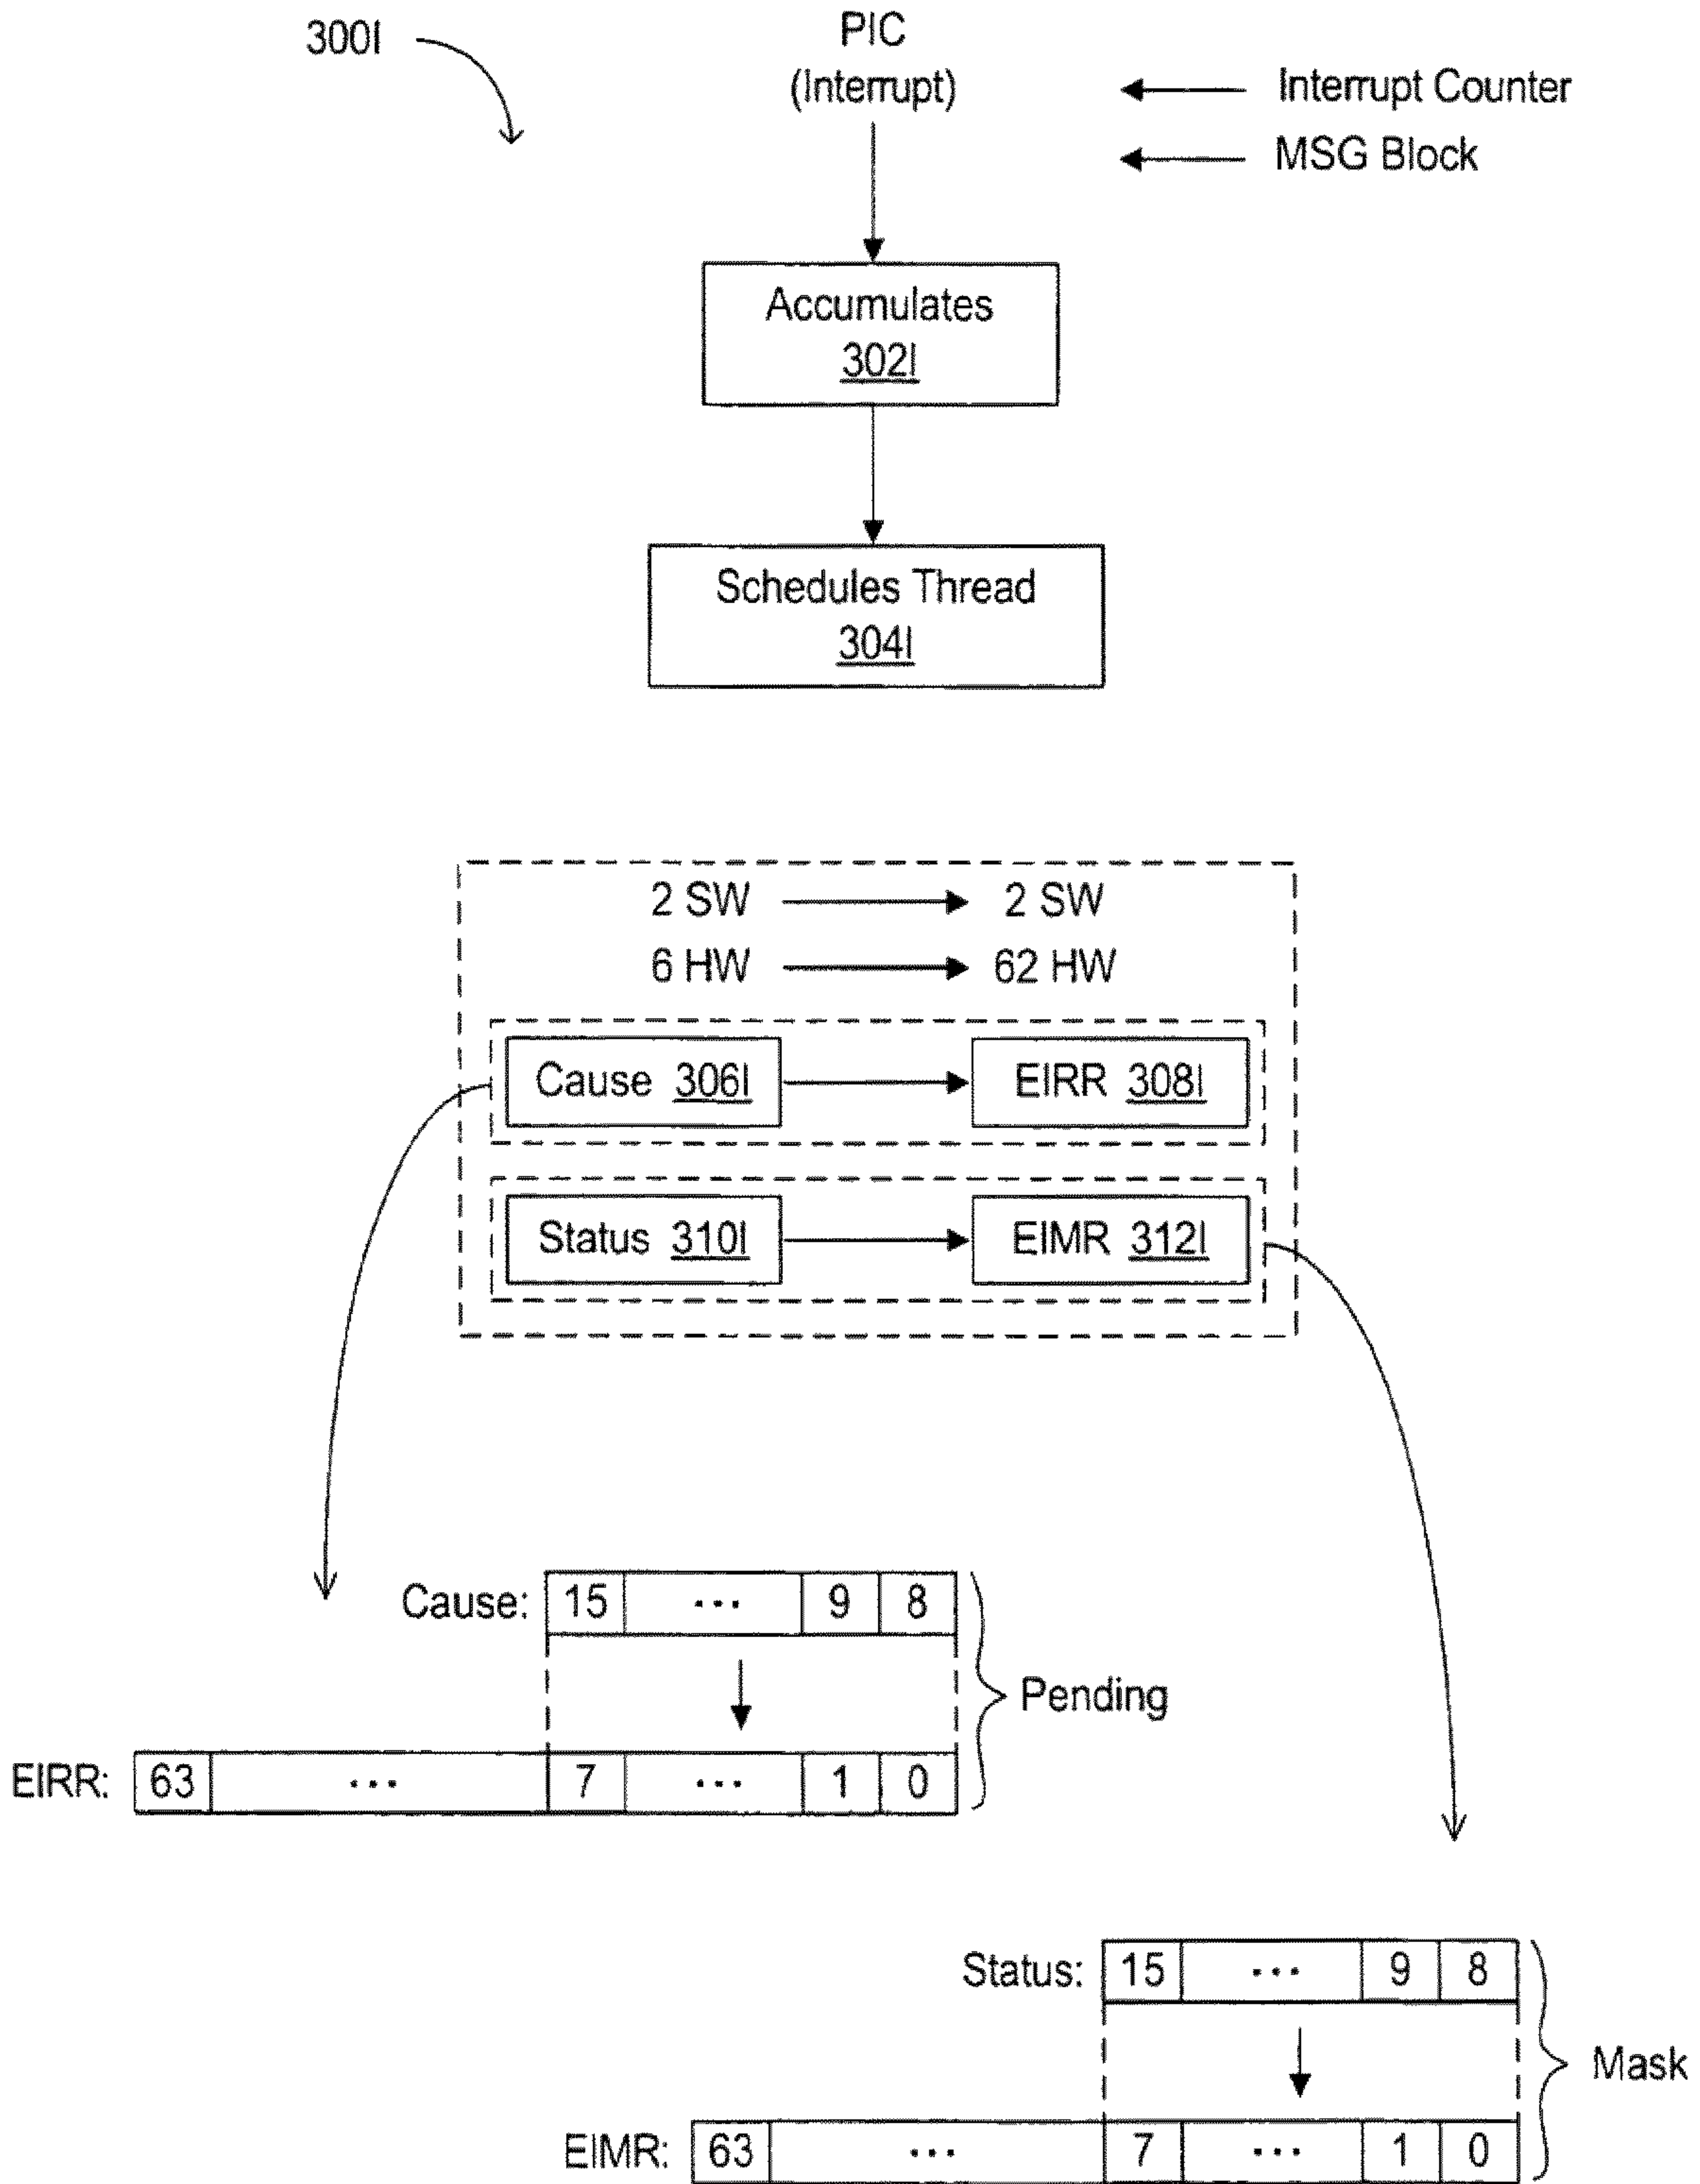 300I
PIC
(Interrupt)
Interrupt Counter
MSG Block
Accumulates
302I
Schedules Thread
304I
2 SW 2 SW
6 HW 62 HW
Cause 306I EIRR 308I
Status 310I EIMR 312I
Cause: 15 ... 9 8
Pending
EIRR: 63 ... 7 ... 1 0
Status: 15 ... 9 8
Mask
EIMR: 63 ... 7 ... 1 0